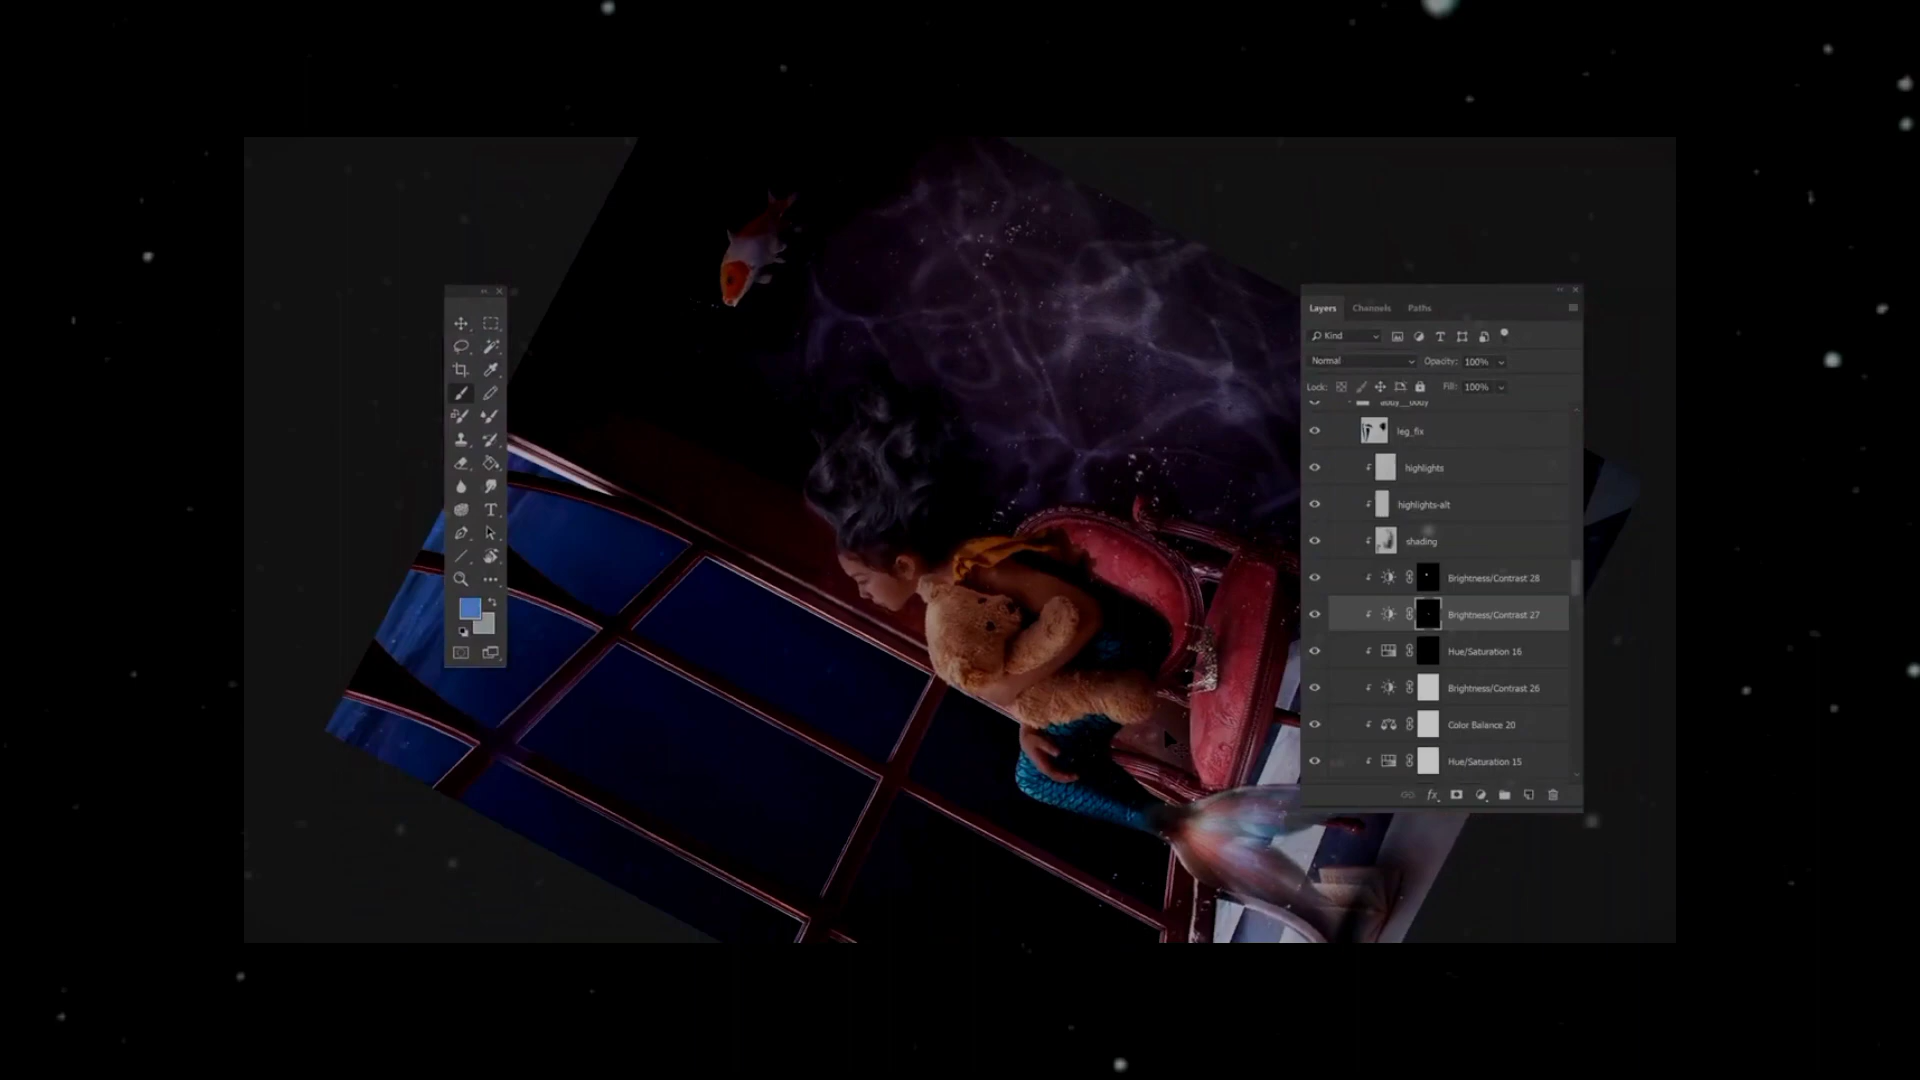 Layers Channels Paths
Kind
Normal Opacity: 100%
Lock: Fill: 100%
leg_fix
highlights
highlights-alt
shading
Brightness/Contrast 28
Brightness/Contrast 27
Hue/Saturation 16
Brightness/Contrast 26
Color Balance 20
Hue/Saturation 15
fx